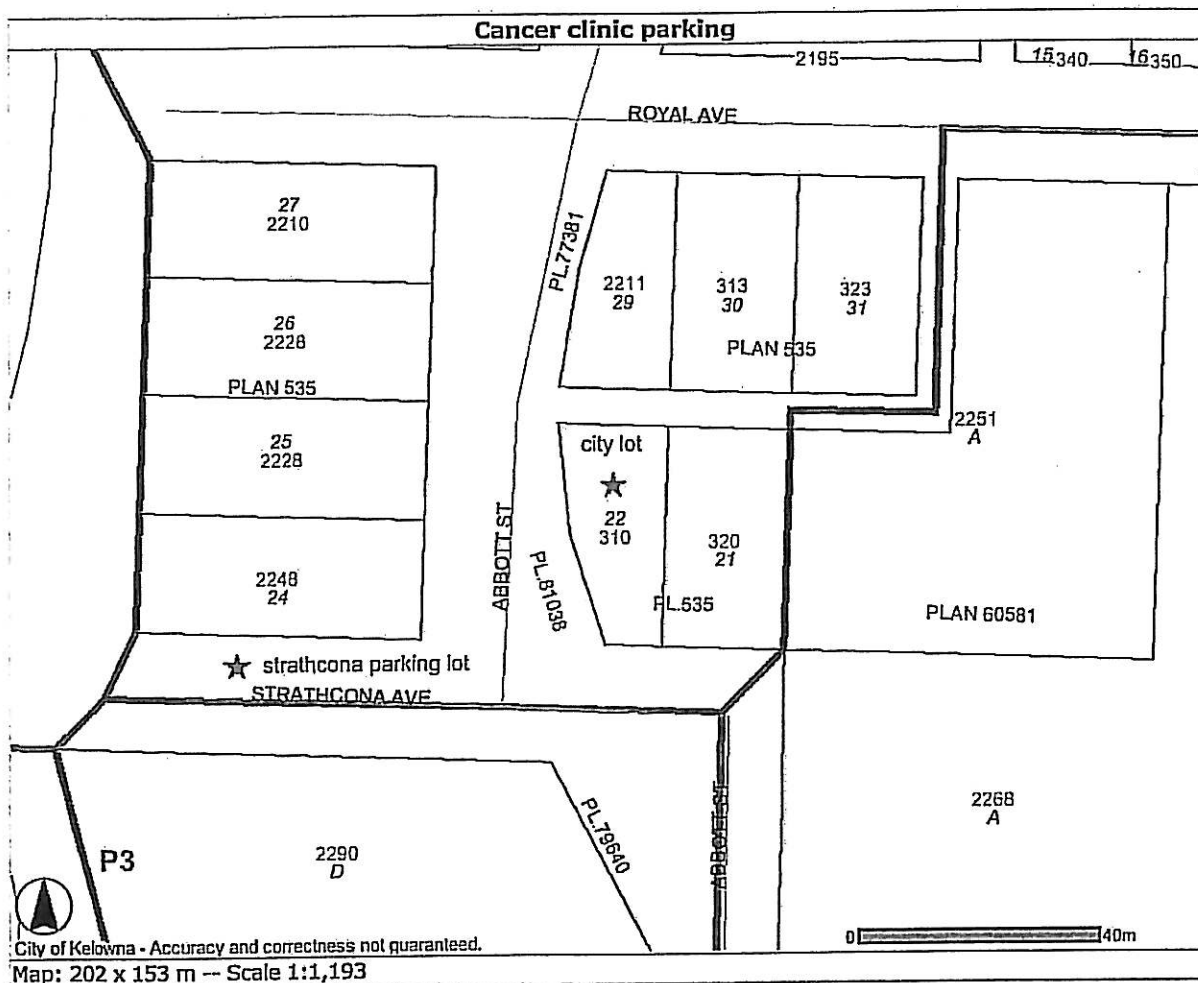 Cancer clinic parking
2195
15 340
16 350
ROYAL AVE
27
2210
PL.77381
2211
29
313
30
323
31
26
2228
PLAN 535
PLAN 535
2251
A
25
2228
city lot
22
310
320
21
ABBOTT ST
PL.81038
2248
24
PL.535
PLAN 60581
strathcona parking lot
STRATHCONA AVE
ABBOTT ST
2268
A
PL.79640
P3
2290
D
City of Kelowna - Accuracy and correctness not guaranteed.
0
40m
Map: 202 x 153 m -- Scale 1:1,193